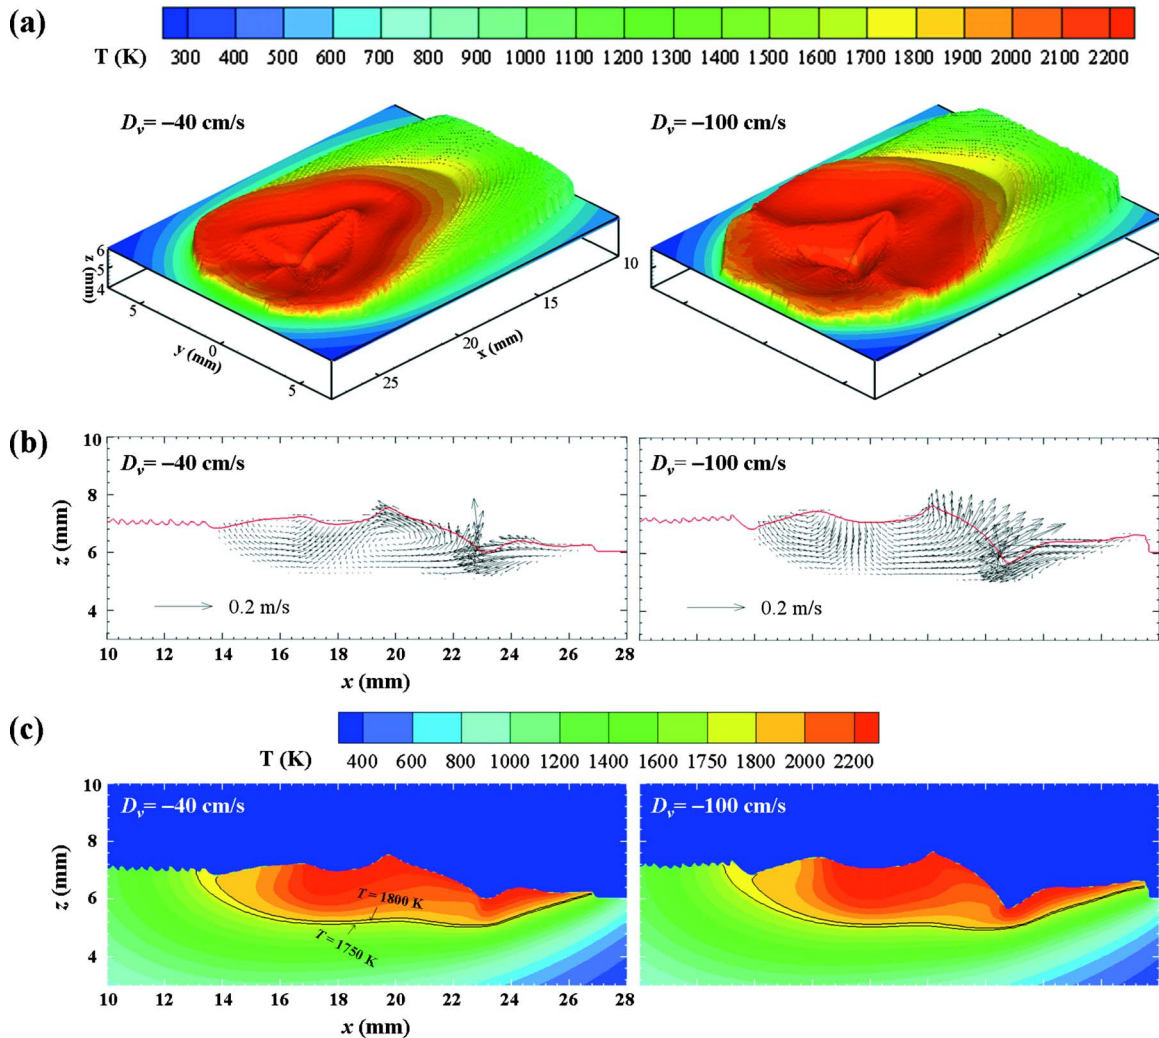 (a)
T (K) 300 400 500 600 700 800 900 1000 1100 1200 1300 1400 1500 1600 1700 1800 1900 2000 2100 2200
Dv= −40 cm/s
Dv= −100 cm/s
6
5
4
z (mm)
5
0
5
y (mm)
25
20
15
10
x (mm)
(b)
Dv= −40 cm/s
Dv= −100 cm/s
10
8
6
4
z (mm)
0.2 m/s
0.2 m/s
10 12 14 16 18 20 22 24 26 28
x (mm)
(c)
T (K) 400 600 800 1000 1200 1400 1600 1750 1800 2000 2200
Dv= −40 cm/s
Dv= −100 cm/s
10
8
6
4
z (mm)
T = 1800 K
T = 1750 K
10 12 14 16 18 20 22 24 26 28
x (mm)